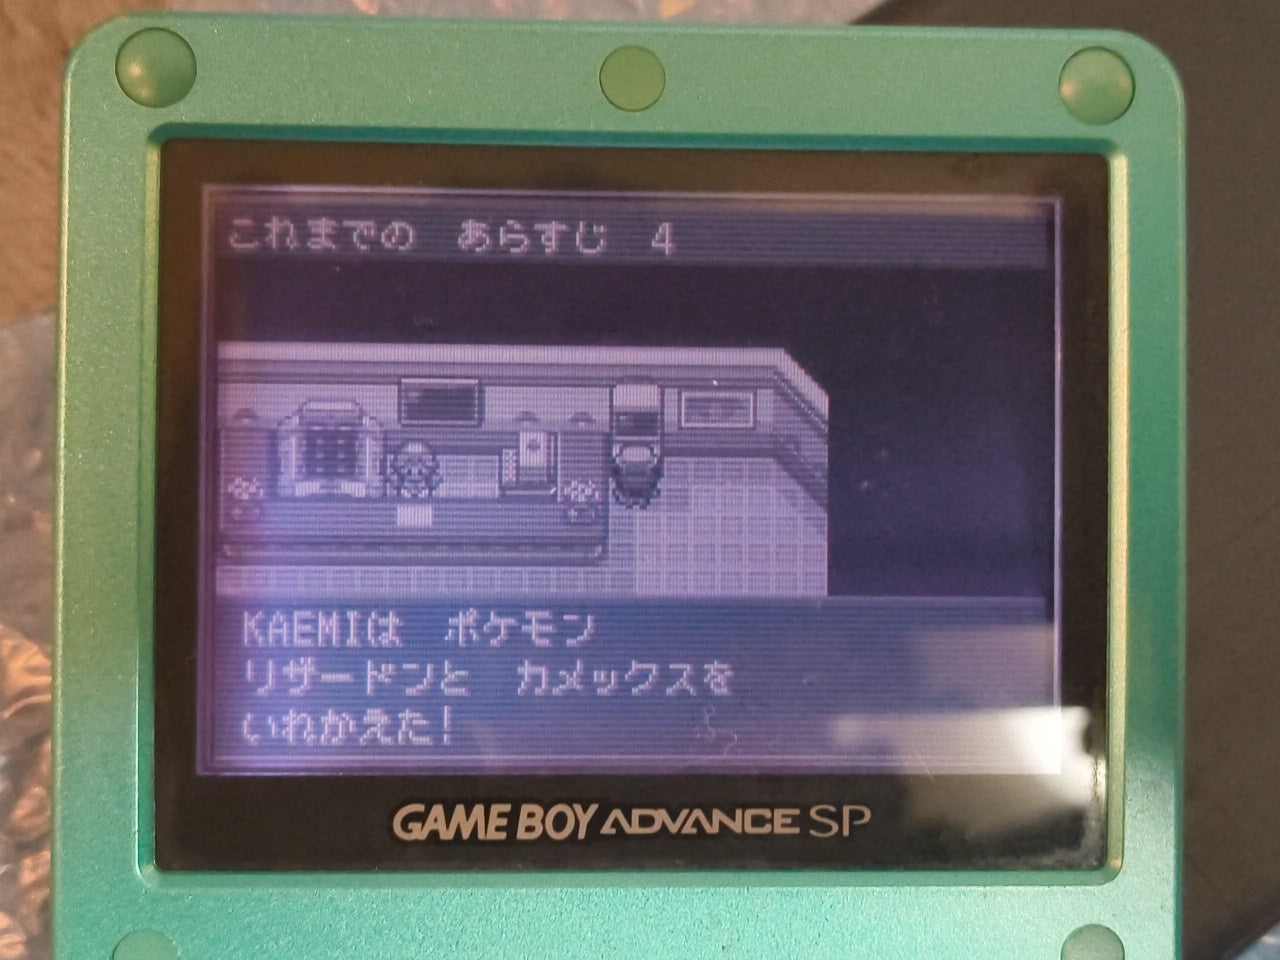 これまでの あらすじ 4
KAEMIは ポケモン
リザードンと カメックスを
いれかえた!
GAME BOY ADVANCE SP